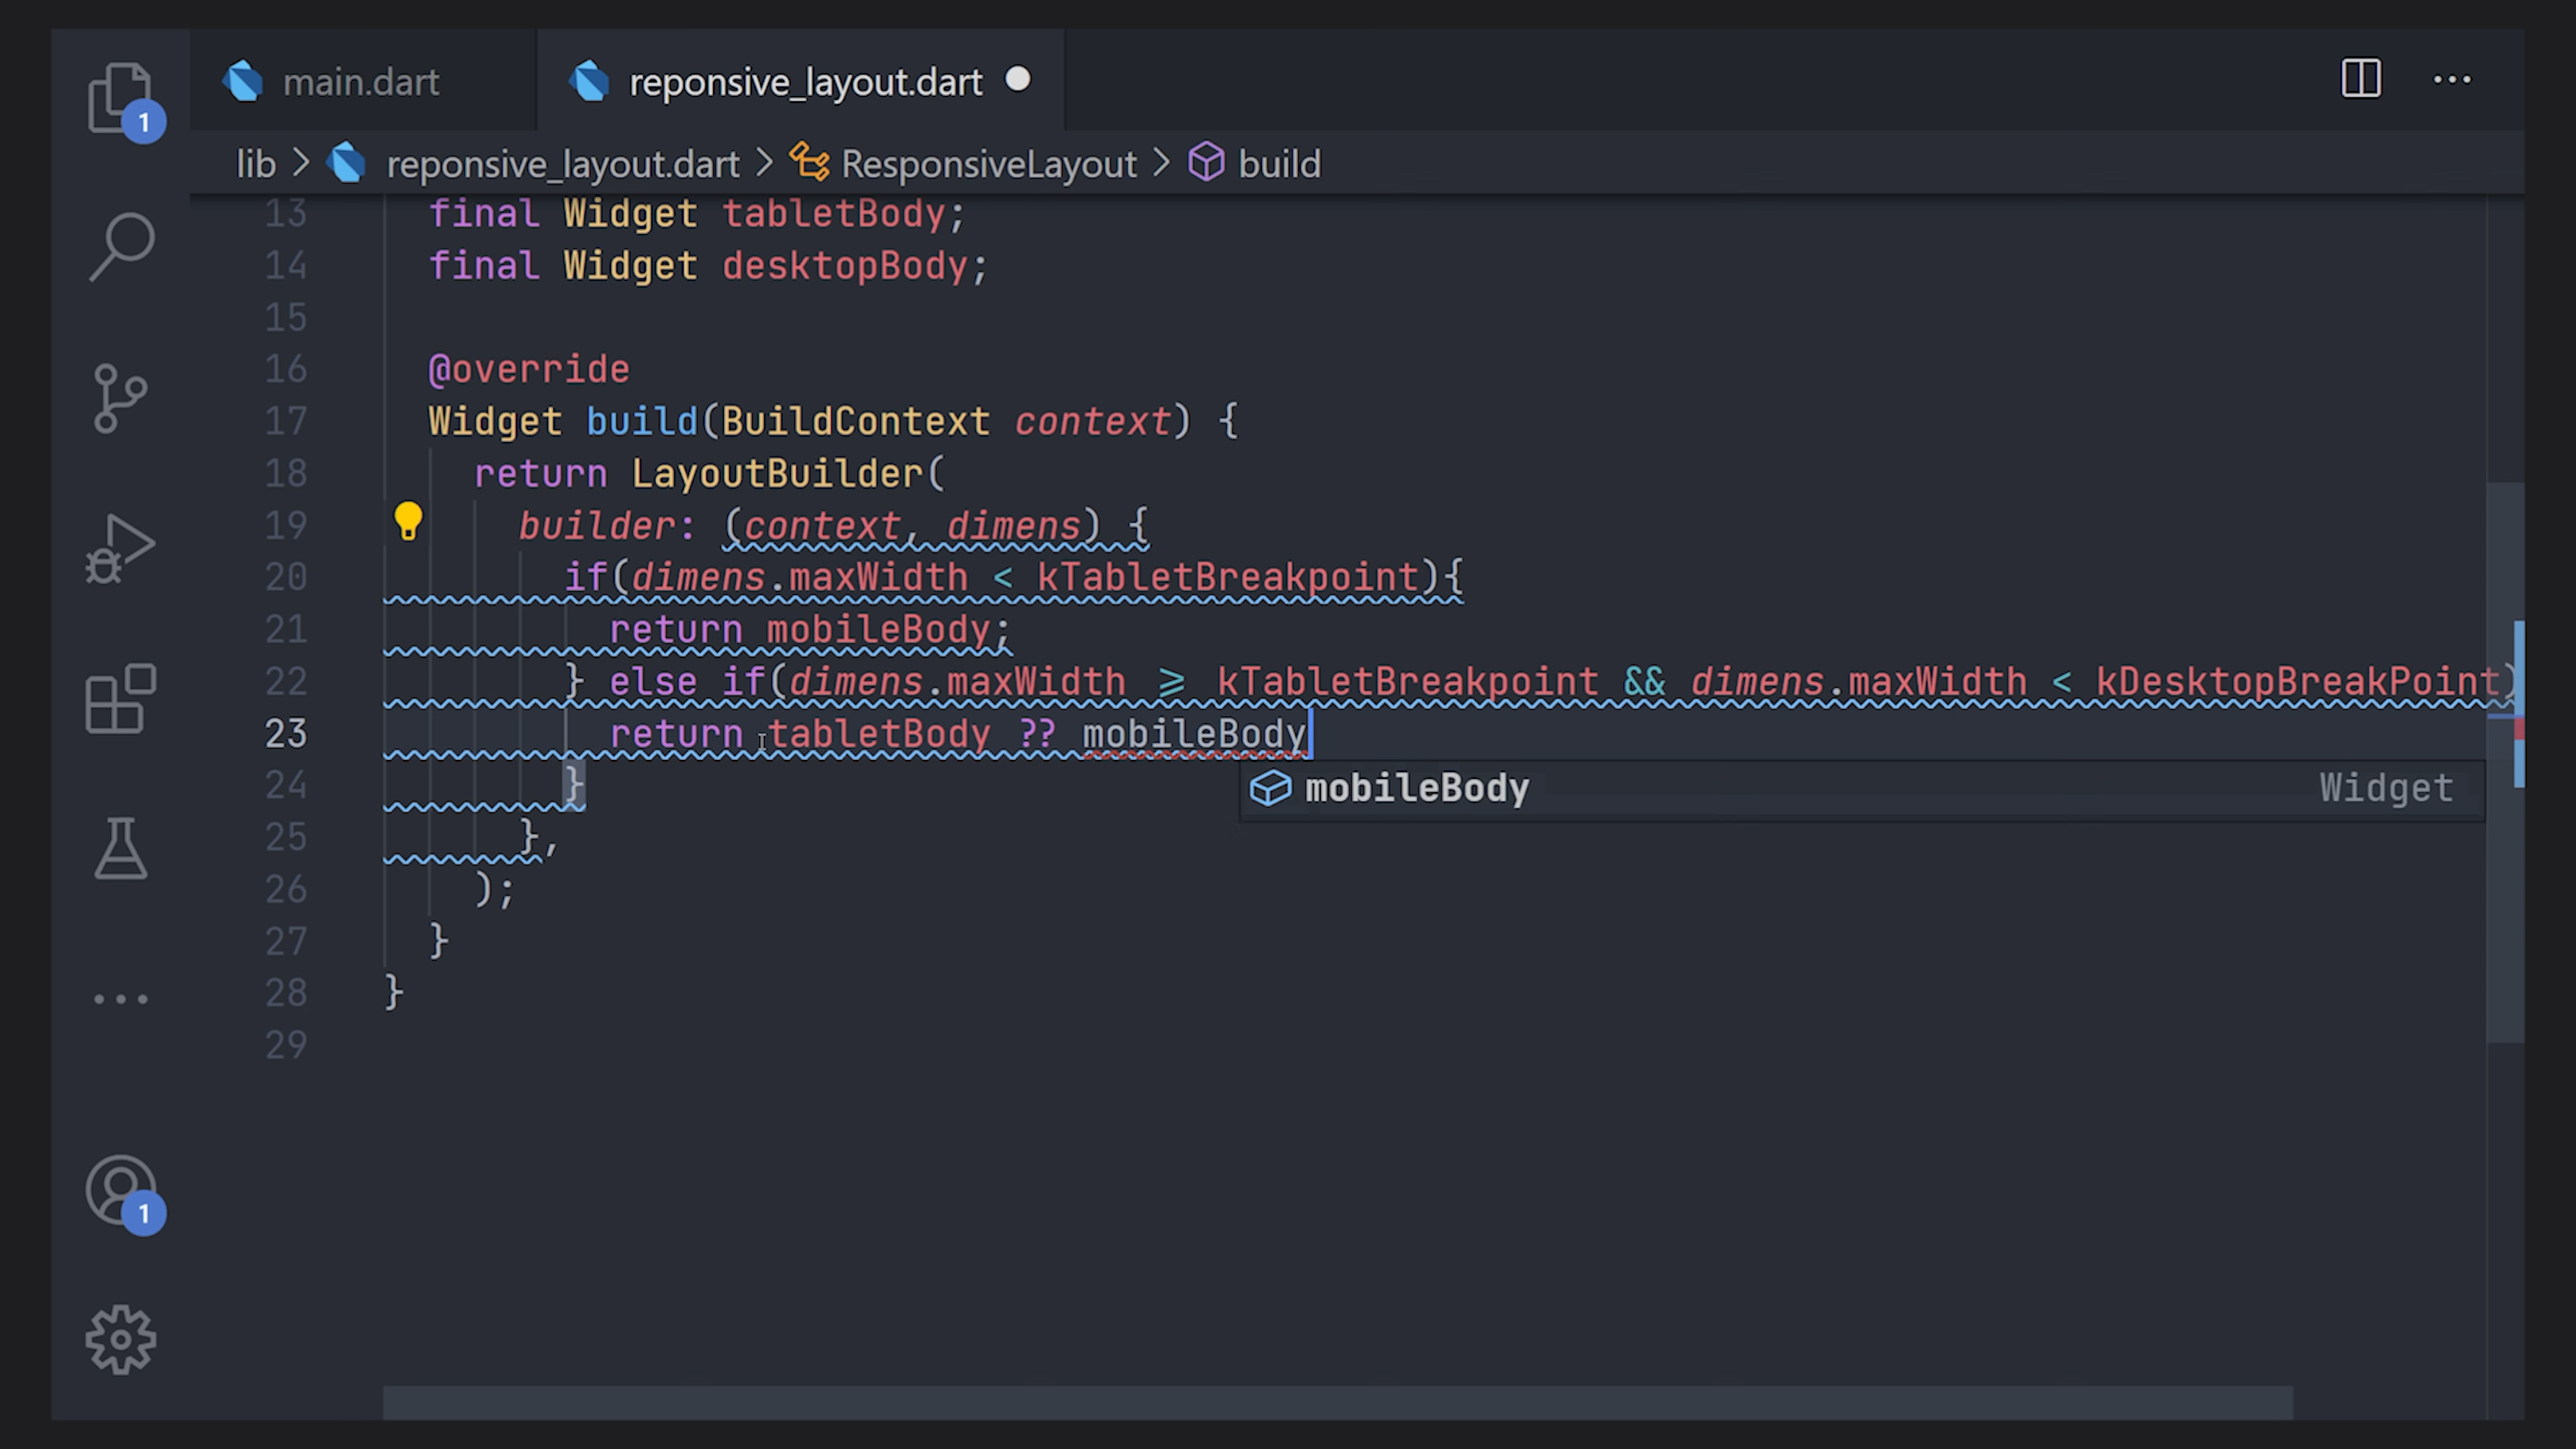 main.dart
reponsive_layout.dart
lib > reponsive_layout.dart > ResponsiveLayout > build
13 final Widget tabletBody;
14 final Widget desktopBody;
15
16 @override
17 Widget build(BuildContext context) {
18 return LayoutBuilder(
19 builder: (context, dimens) {
20 if(dimens.maxWidth < kTabletBreakpoint){
21 return mobileBody;
22 } else if(dimens.maxWidth ⩾ kTabletBreakpoint && dimens.maxWidth < kDesktopBreakPoint)
23 return tabletBody ?? mobileBody
24 }
mobileBody Widget
25 },
26 );
27 }
28 }
29
1
1